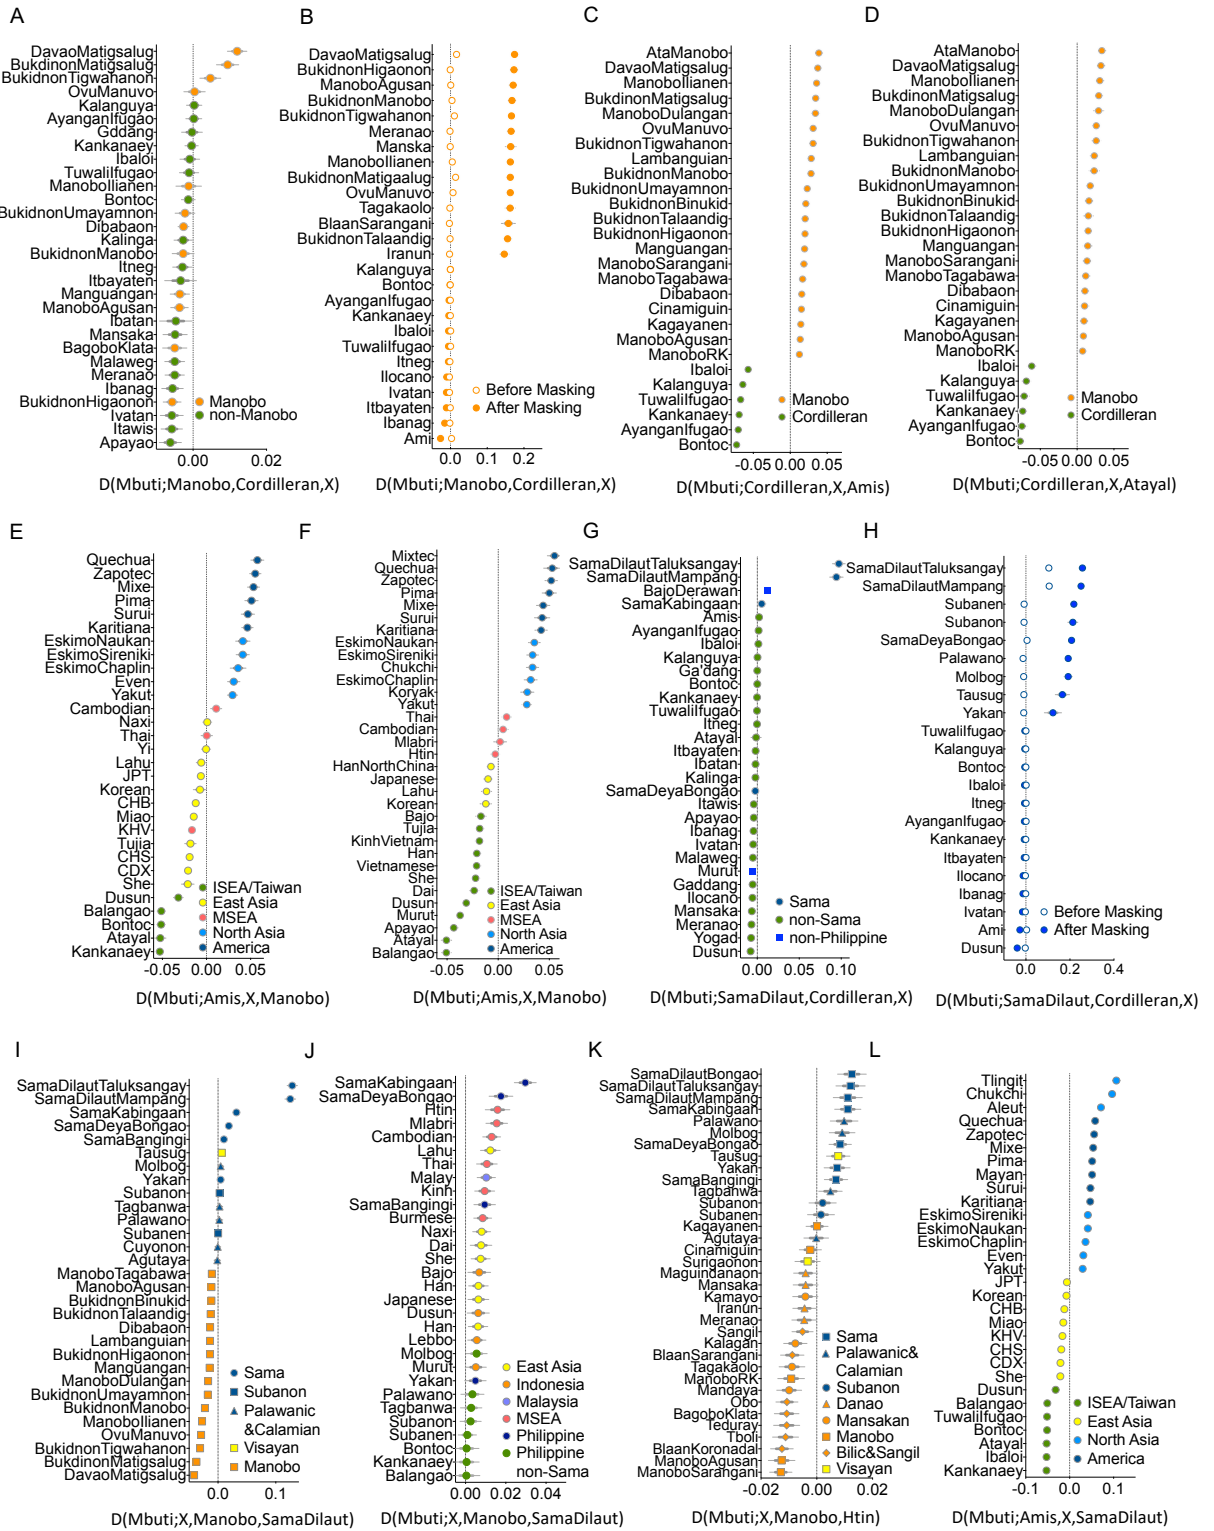 A
DavaoMatigsalug
BukdinonMatigsalug
BukidnonTigwahanon
OvuManuvo
Kalanguya
AyanganIfugao
Gddang
Kankanaey
Ibaloi
TuwaliIfugao
ManoboIlianen
Bontoc
BukidnonUmayamnon
Dibabaon
Kalinga
BukidnonManobo
Itneg
Itbayaten
Manguangan
ManoboAgusan
Ibatan
Mansaka
BagoboKlata
Malaweg
Meranao
Ibanag
BukidnonHigaonon
Ivatan
Itawis
Apayao
Manobo
non-Manobo
0.00 0.02
D(Mbuti;Manobo,Cordilleran,X)
B
DavaoMatigsalug
BukidnonHigaonon
ManoboAgusan
BukidnonManobo
BukidnonTigwahanon
Meranao
Manska
ManoboIlianen
BukidnonMatigaalug
OvuManuvo
Tagakaolo
BlaanSarangani
BukidnonTalaandig
Iranun
Kalanguya
Bontoc
AyanganIfugao
Kankanaey
Ibaloi
TuwaliIfugao
Itneg
Ilocano
Ivatan
Itbayaten
Ibanag
Ami
Before Masking
After Masking
0.0 0.1 0.2
D(Mbuti;Manobo,Cordilleran,X)
C
AtaManobo
DavaoMatigsalug
ManoboIlianen
BukdinonMatigsalug
ManoboDulangan
OvuManuvo
BukidnonTigwahanon
Lambanguian
BukidnonManobo
BukidnonUmayamnon
BukidnonBinukid
BukidnonTalaandig
BukidnonHigaonon
Manguangan
ManoboSarangani
ManoboTagabawa
Dibabaon
Cinamiguin
Kagayanen
ManoboAgusan
ManoboRK
Ibaloi
Kalanguya
TuwaliIfugao
Kankanaey
AyanganIfugao
Bontoc
Manobo
Cordilleran
-0.05 0.00 0.05
D(Mbuti;Cordilleran,X,Amis)
D
AtaManobo
DavaoMatigsalug
ManoboIlianen
BukdinonMatigsalug
ManoboDulangan
OvuManuvo
BukidnonTigwahanon
Lambanguian
BukidnonManobo
BukidnonUmayamnon
BukidnonBinukid
BukidnonTalaandig
BukidnonHigaonon
Manguangan
ManoboSarangani
ManoboTagabawa
Dibabaon
Cinamiguin
Kagayanen
ManoboAgusan
ManoboRK
Ibaloi
Kalanguya
TuwaliIfugao
Kankanaey
AyanganIfugao
Bontoc
Manobo
Cordilleran
-0.05 0.00 0.05
D(Mbuti;Cordilleran,X,Atayal)
E
Quechua
Zapotec
Mixe
Pima
Surui
Karitiana
EskimoNaukan
EskimoSireniki
EskimoChaplin
Even
Yakut
Cambodian
Naxi
Thai
Yi
Lahu
JPT
Korean
CHB
Miao
KHV
Tujia
CHS
CDX
She
Dusun
Balangao
Bontoc
Atayal
Kankanaey
ISEA/Taiwan
East Asia
MSEA
North Asia
America
-0.05 0.00 0.05
D(Mbuti;Amis,X,Manobo)
F
Mixtec
Quechua
Zapotec
Pima
Mixe
Surui
Karitiana
EskimoNaukan
EskimoSireniki
Chukchi
EskimoChaplin
Koryak
Yakut
Thai
Cambodian
Mlabri
Htin
HanNorthChina
Japanese
Lahu
Korean
Bajo
Tujia
KinhVietnam
Han
Vietnamese
She
Dai
Dusun
Murut
Apayao
Atayal
Balangao
ISEA/Taiwan
East Asia
MSEA
North Asia
America
-0.05 0.00 0.05
D(Mbuti;Amis,X,Manobo)
G
SamaDilautTaluksangay
SamaDilautMampang
BajoDerawan
SamaKabingaan
Amis
AyanganIfugao
Ibaloi
Kalanguya
Ga'dang
Bontoc
Kankanaey
TuwaliIfugao
Itneg
Atayal
Itbayaten
Ibatan
Kalinga
SamaDeyaBongao
Itawis
Apayao
Ibanag
Ivatan
Malaweg
Murut
Gaddang
Ilocano
Mansaka
Meranao
Yogad
Dusun
Sama
non-Sama
non-Philippine
0.00 0.05 0.10
D(Mbuti;SamaDilaut,Cordilleran,X)
H
SamaDilautTaluksangay
SamaDilautMampang
Subanen
Subanon
SamaDeyaBongao
Palawano
Molbog
Tausug
Yakan
TuwaliIfugao
Kalanguya
Bontoc
Ibaloi
Itneg
AyanganIfugao
Kankanaey
Itbayaten
Ilocano
Ibanag
Ivatan
Ami
Dusun
Before Masking
After Masking
0.0 0.2 0.4
D(Mbuti;SamaDilaut,Cordilleran,X)
I
SamaDilautTaluksangay
SamaDilautMampang
SamaKabingaan
SamaDeyaBongao
SamaBangingi
Tausug
Molbog
Yakan
Subanon
Tagbanwa
Palawano
Subanen
Cuyonon
Agutaya
ManoboTagabawa
ManoboAgusan
BukidnonBinukid
BukidnonTalaandig
Dibabaon
Lambanguian
BukidnonHigaonon
Manguangan
ManoboDulangan
BukidnonUmayamnon
BukidnonManobo
ManoboIlianen
OvuManuvo
BukidnonTigwahanon
BukdinonMatigsalug
DavaoMatigsalug
Sama
Subanon
Palawanic
&Calamian
Visayan
Manobo
0.0 0.1
D(Mbuti;X,Manobo,SamaDilaut)
J
SamaKabingaan
SamaDeyaBongao
Htin
Mlabri
Cambodian
Lahu
Thai
Malay
Kinh
SamaBangingi
Burmese
Naxi
Dai
She
Bajo
Han
Japanese
Dusun
Han
Lebbo
Molbog
Murut
Yakan
Palawano
Tagbanwa
Subanon
Subanen
Bontoc
Kankanaey
Balangao
East Asia
Indonesia
Malaysia
MSEA
Philippine
Philippine
non-Sama
0.00 0.02 0.04
D(Mbuti;X,Manobo,SamaDilaut)
K
SamaDilautBongao
SamaDilautTaluksangay
SamaDilautMampang
SamaKabingaan
Palawano
Molbog
SamaDeyaBongao
Tausug
Yakan
SamaBangingi
Tagbanwa
Subanon
Subanen
Kagayanen
Agutaya
Cinamiguin
Surigaonon
Maguindanaon
Mansaka
Kamayo
Iranun
Meranao
Sangil
Kalagan
BlaanSarangani
Tagakaolo
ManoboRK
Mandaya
Obo
BagoboKlata
Teduray
Tboli
BlaanKoronadal
ManoboAgusan
ManoboSarangani
Sama
Palawanic&
Calamian
Subanon
Danao
Mansakan
Manobo
Bilic&Sangil
Visayan
-0.02 0.00 0.02
D(Mbuti;X,Manobo,Htin)
L
Tlingit
Chukchi
Aleut
Quechua
Zapotec
Mixe
Pima
Mayan
Surui
Karitiana
EskimoSireniki
EskimoNaukan
EskimoChaplin
Even
Yakut
JPT
Korean
CHB
Miao
KHV
CHS
CDX
She
Dusun
Balangao
TuwaliIfugao
Bontoc
Atayal
Ibaloi
Kankanaey
ISEA/Taiwan
East Asia
North Asia
America
-0.1 0.0 0.1
D(Mbuti;Amis,X,SamaDilaut)